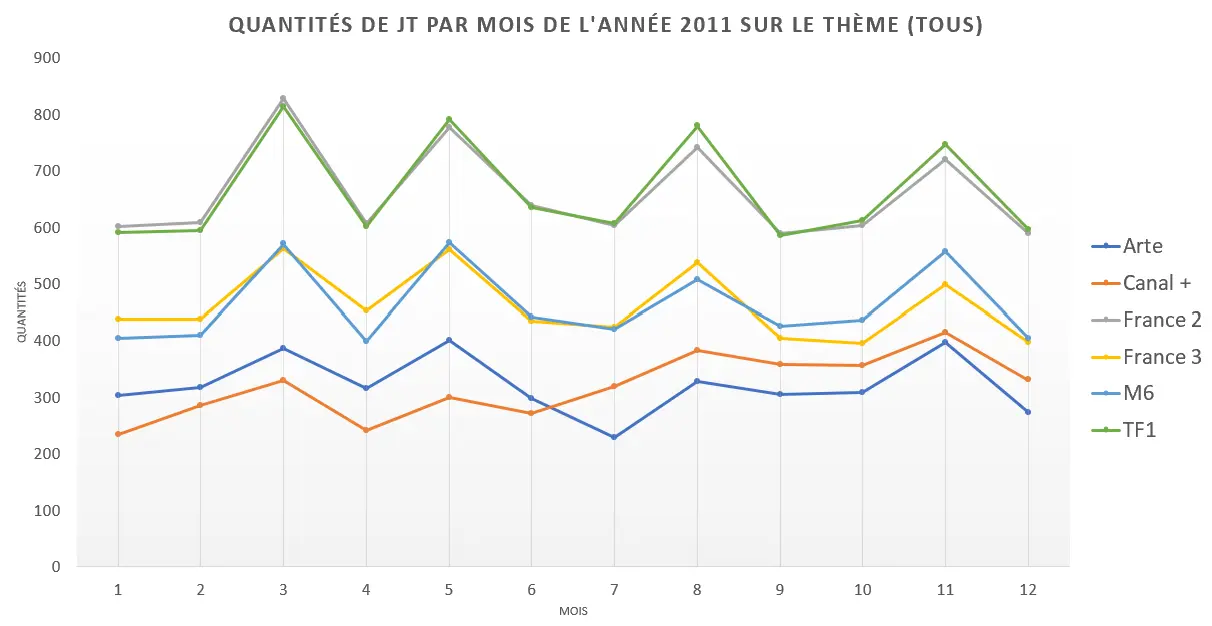 QUANTITÉS DE JT PAR MOIS DE L'ANNÉE 2011 SUR LE THÈME (TOUS)
900
800
700
600
500
400
300
200
100
0
QUANTITÉS
1 2 3 4 5 6 7 8 9 10 11 12
MOIS
Arte
Canal +
France 2
France 3
M6
TF1